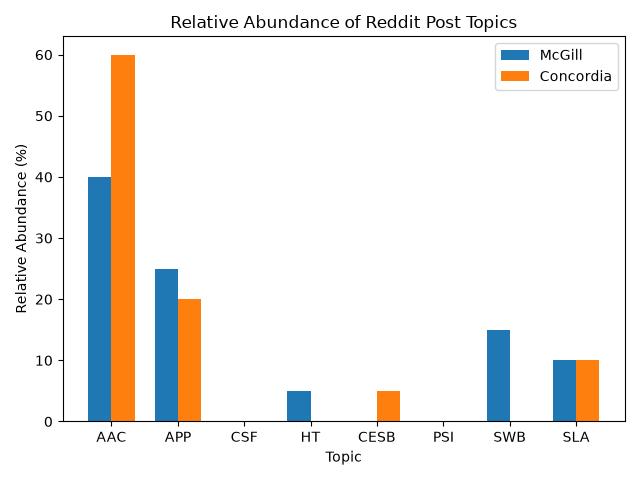 Relative Abundance of Reddit Post Topics
McGill
Concordia
Relative Abundance (%)
60
50
40
30
20
10
0
AAC APP CSF HT CESB PSI SWB SLA
Topic